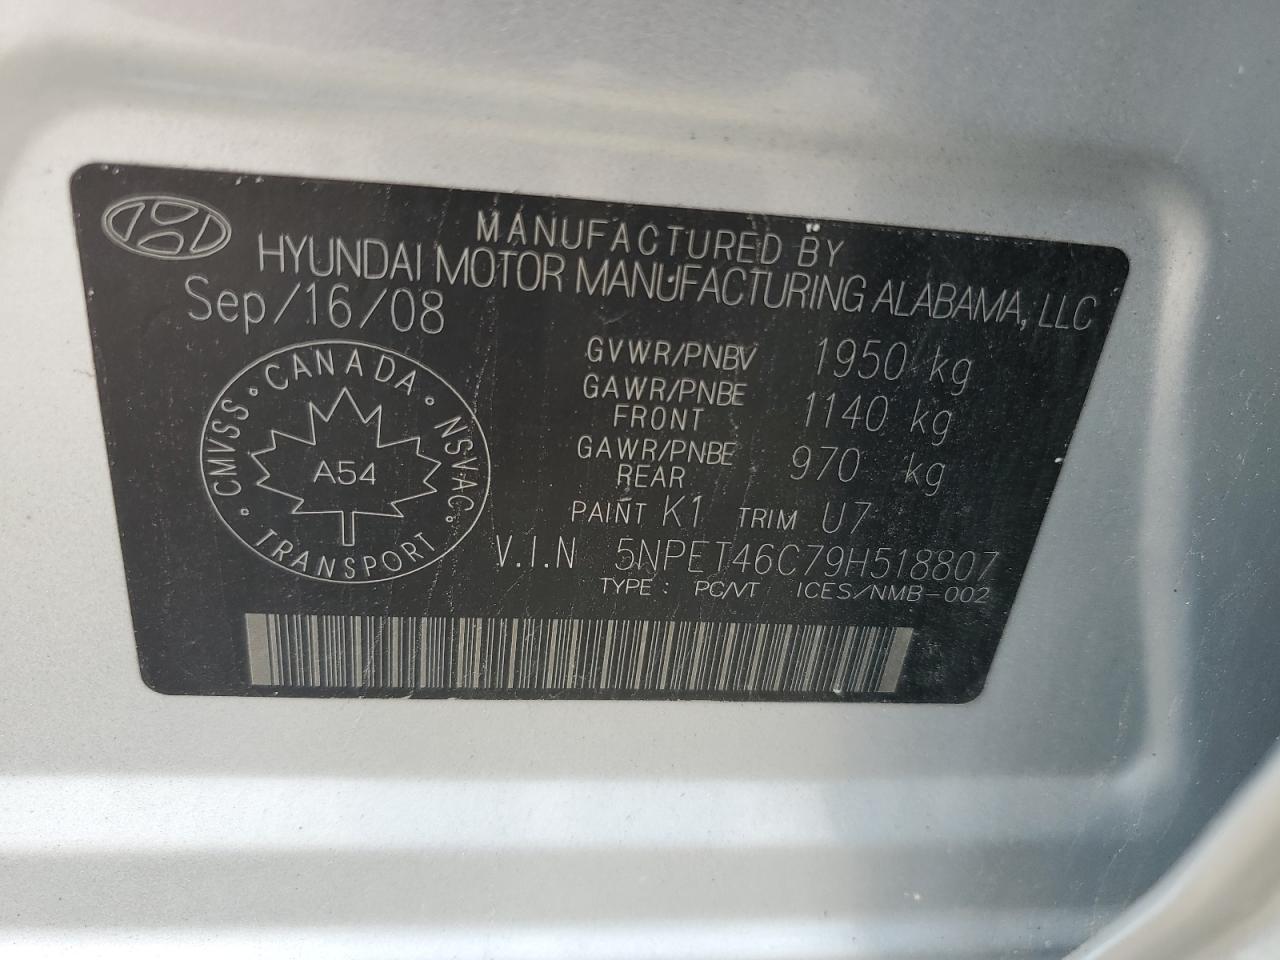 MANUFACTURED BY
HYUNDAI MOTOR MANUFACTURING ALABAMA, LLC
Sep/16/08
GVWR/PNBV 1950 kg
GAWR/PNBE FRONT 1140 kg
GAWR/PNBE REAR 970 kg
PAINT K1 TRIM U7
V.I.N 5NPET46C79H518807
TYPE : PC/VT ICES/NMB-002
CANADA
CMVSS · NSVAC
A54
TRANSPORT